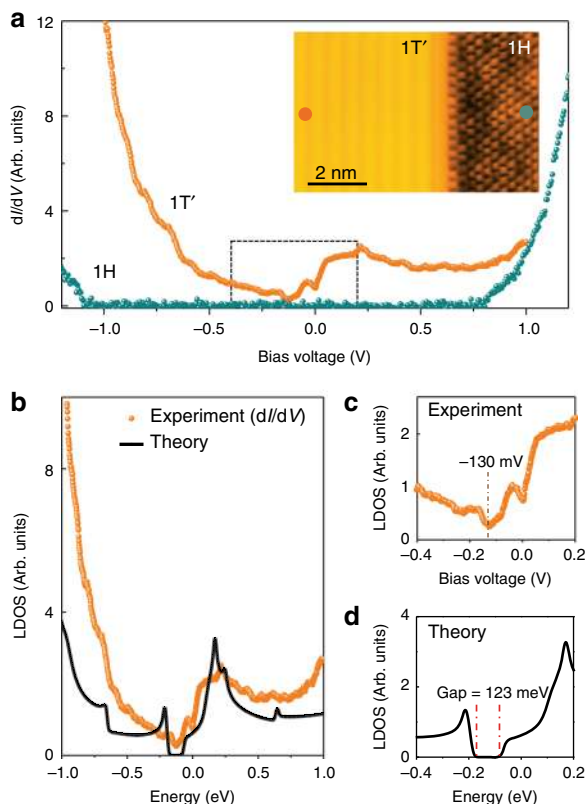 a
12
8
4
0
dI/dV (Arb. units)
1T′
1H
2 nm
1T′
1H
−1.0
−0.5
0.0
0.5
1.0
Bias voltage (V)
b
Experiment (dI/dV)
Theory
8
4
0
LDOS (Arb. units)
−1.0
−0.5
0.0
0.5
1.0
Energy (eV)
c
Experiment
−130 mV
2
1
0
LDOS (Arb. units)
−0.4
−0.2
0.0
0.2
Bias voltage (V)
d
Theory
Gap = 123 meV
4
2
0
LDOS (Arb. units)
−0.4
−0.2
0.0
0.2
Energy (eV)